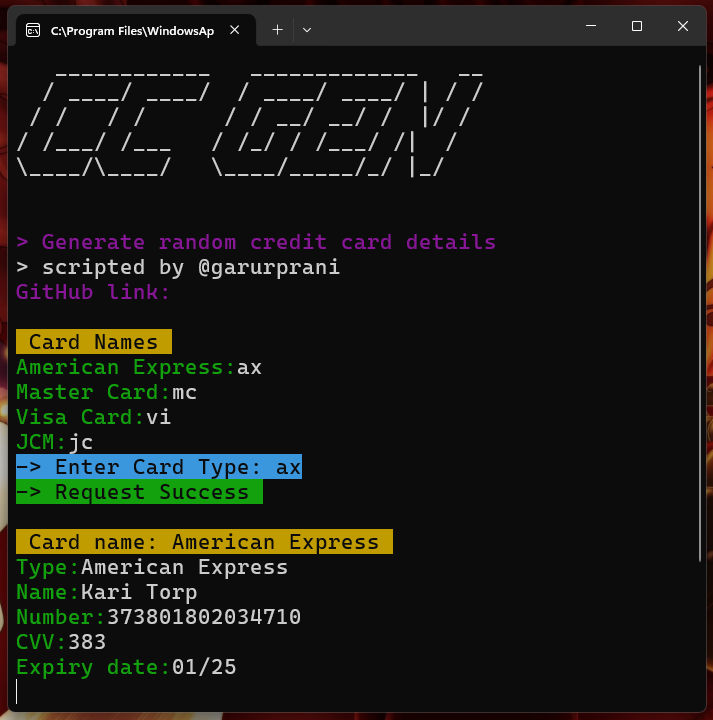 C:\Program Files\WindowsAp
CC GEN
> Generate random credit card details
> scripted by @garurprani
GitHub link:
Card Names
American Express:ax
Master Card:mc
Visa Card:vi
JCM:jc
—> Enter Card Type: ax
—> Request Success
Card name: American Express
Type:American Express
Name:Kari Torp
Number:373801802034710
CVV:383
Expiry date:01/25